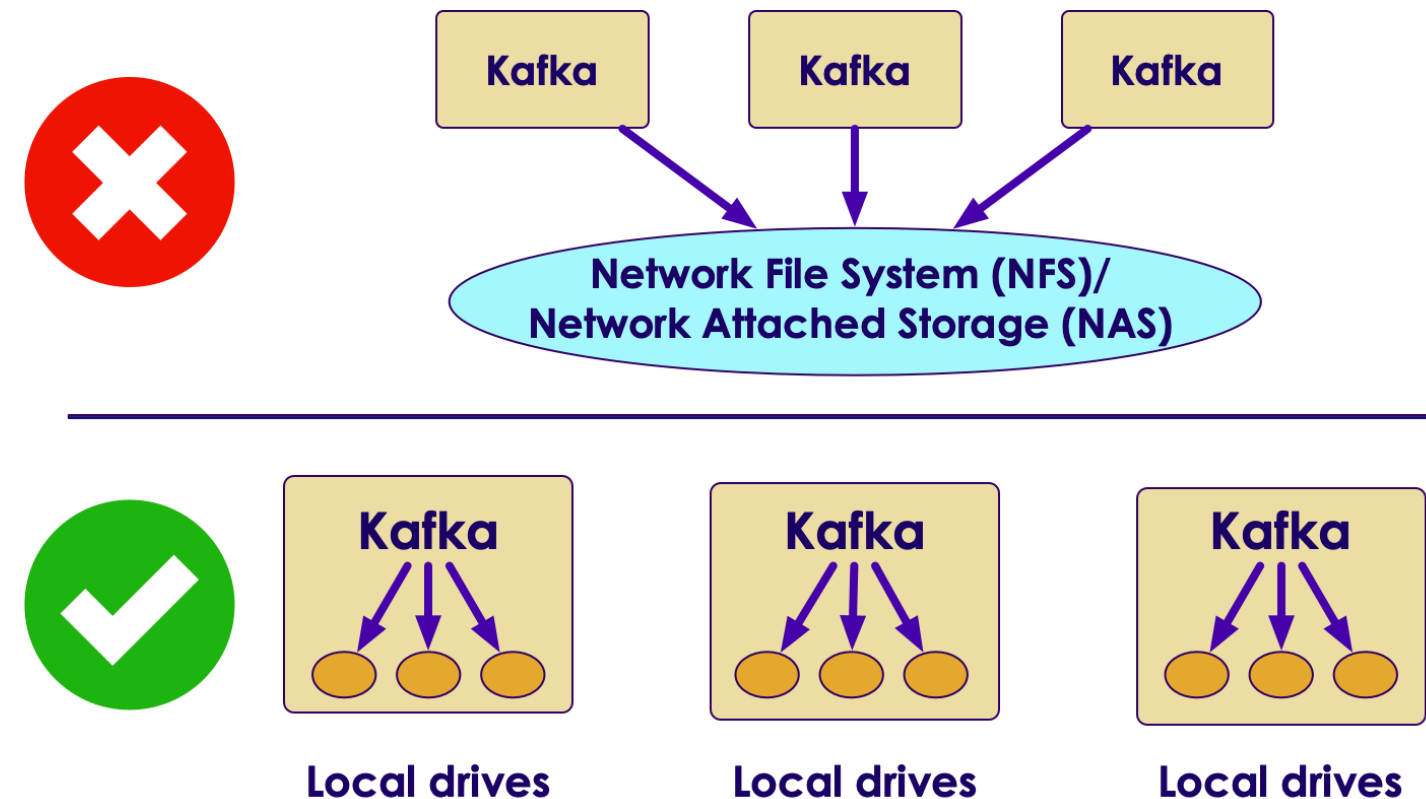 Kafka
Kafka
Kafka
Network File System (NFS)/
Network Attached Storage (NAS)
Kafka
Kafka
Kafka
Local drives
Local drives
Local drives